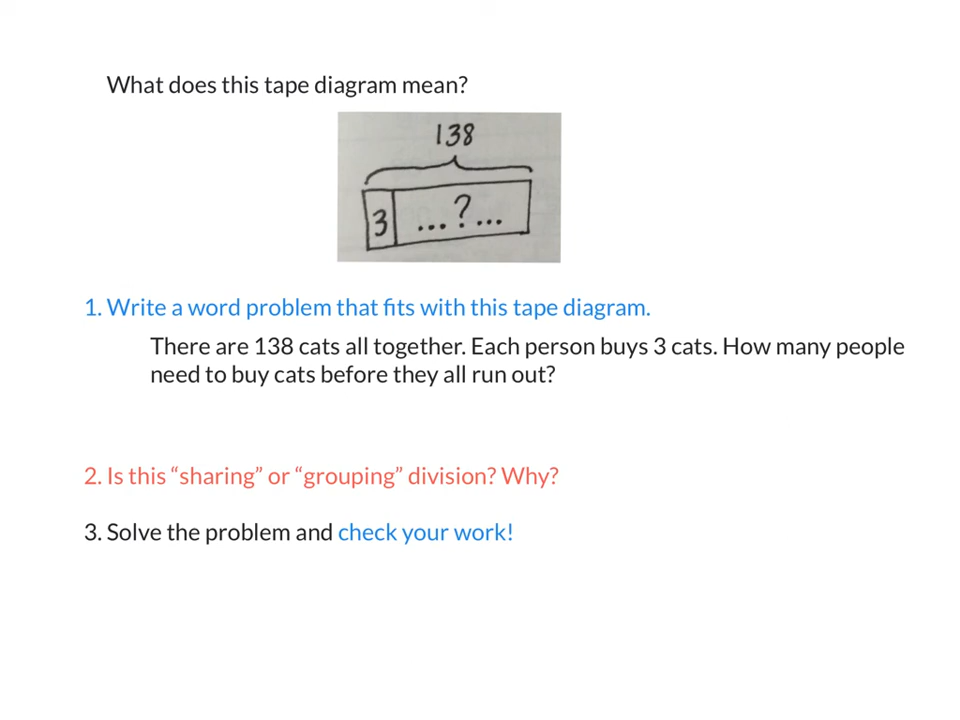 What does this tape diagram mean?
138
3 ...?...
1. Write a word problem that fits with this tape diagram.
There are 138 cats all together. Each person buys 3 cats. How many people
need to buy cats before they all run out?
2. Is this “sharing” or “grouping” division? Why?
3. Solve the problem and check your work!